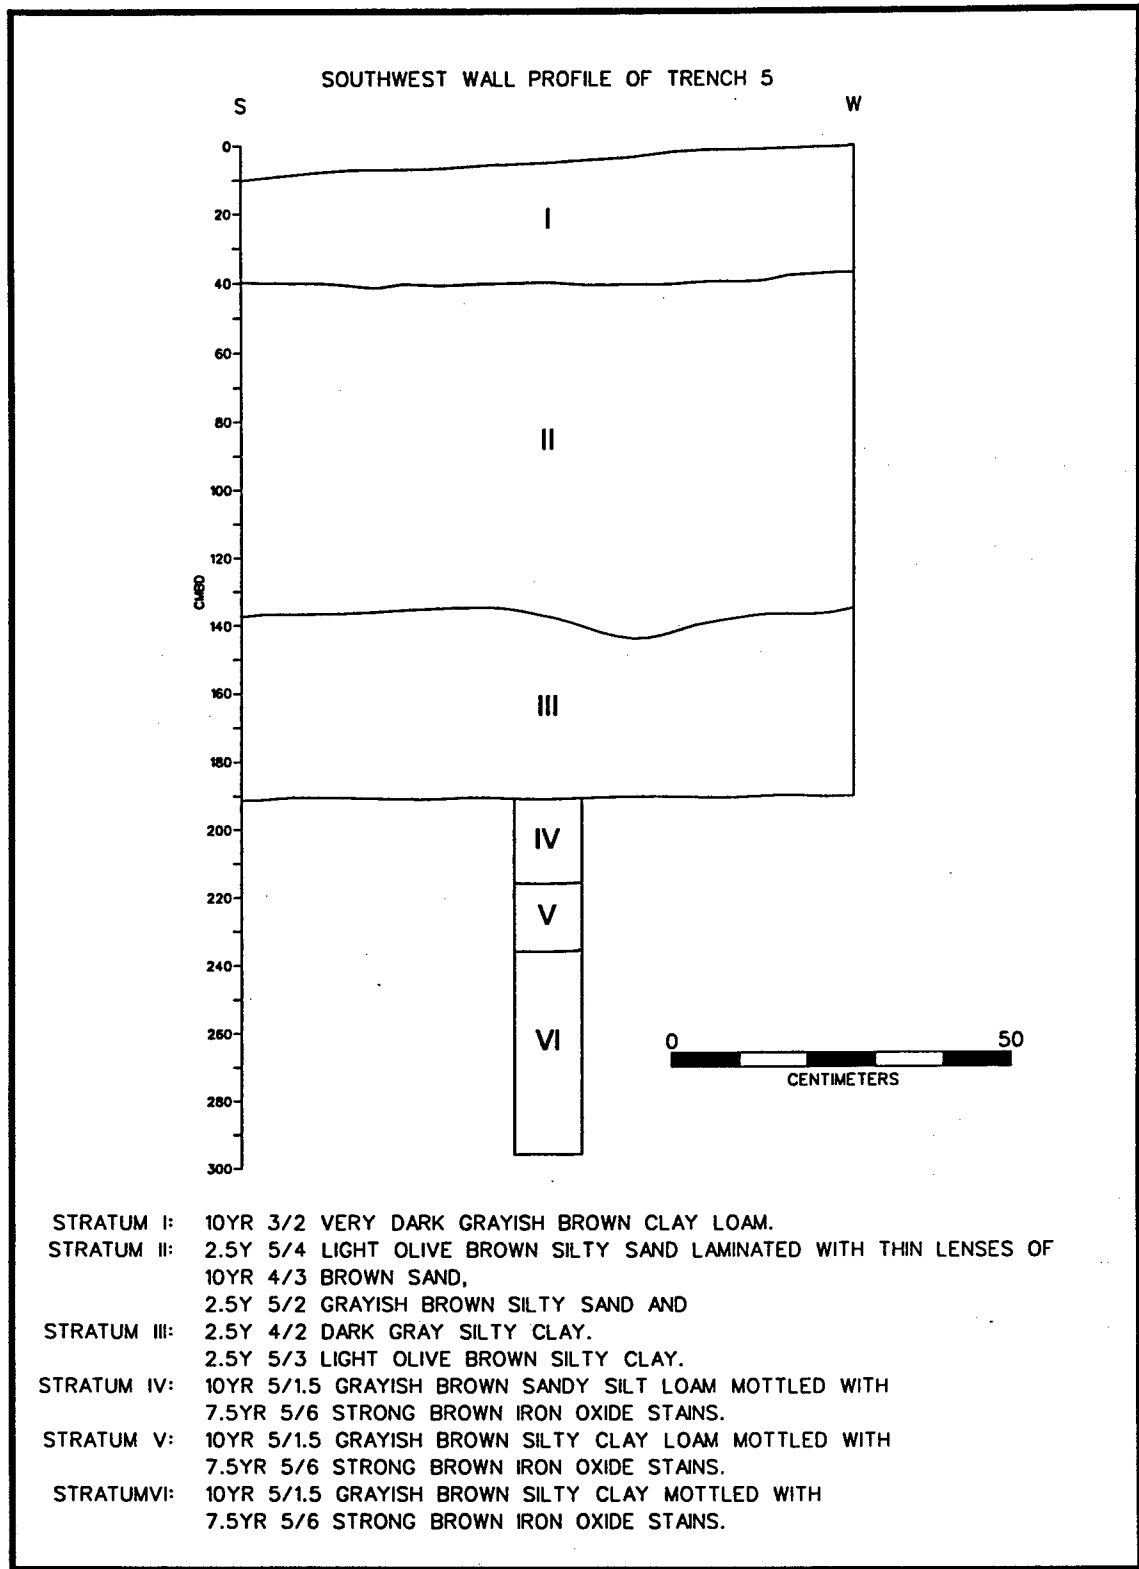 SOUTHWEST WALL PROFILE OF TRENCH 5
S W
0
20
40
60
80
100
120
CMBD
140
160
180
200
220
240
260
280
300
I
II
III
IV
V
VI
0 50
CENTIMETERS
STRATUM I: 10YR 3/2 VERY DARK GRAYISH BROWN CLAY LOAM.
STRATUM II: 2.5Y 5/4 LIGHT OLIVE BROWN SILTY SAND LAMINATED WITH THIN LENSES OF
10YR 4/3 BROWN SAND,
2.5Y 5/2 GRAYISH BROWN SILTY SAND AND
STRATUM III: 2.5Y 4/2 DARK GRAY SILTY CLAY.
2.5Y 5/3 LIGHT OLIVE BROWN SILTY CLAY.
STRATUM IV: 10YR 5/1.5 GRAYISH BROWN SANDY SILT LOAM MOTTLED WITH
7.5YR 5/6 STRONG BROWN IRON OXIDE STAINS.
STRATUM V: 10YR 5/1.5 GRAYISH BROWN SILTY CLAY LOAM MOTTLED WITH
7.5YR 5/6 STRONG BROWN IRON OXIDE STAINS.
STRATUMVI: 10YR 5/1.5 GRAYISH BROWN SILTY CLAY MOTTLED WITH
7.5YR 5/6 STRONG BROWN IRON OXIDE STAINS.